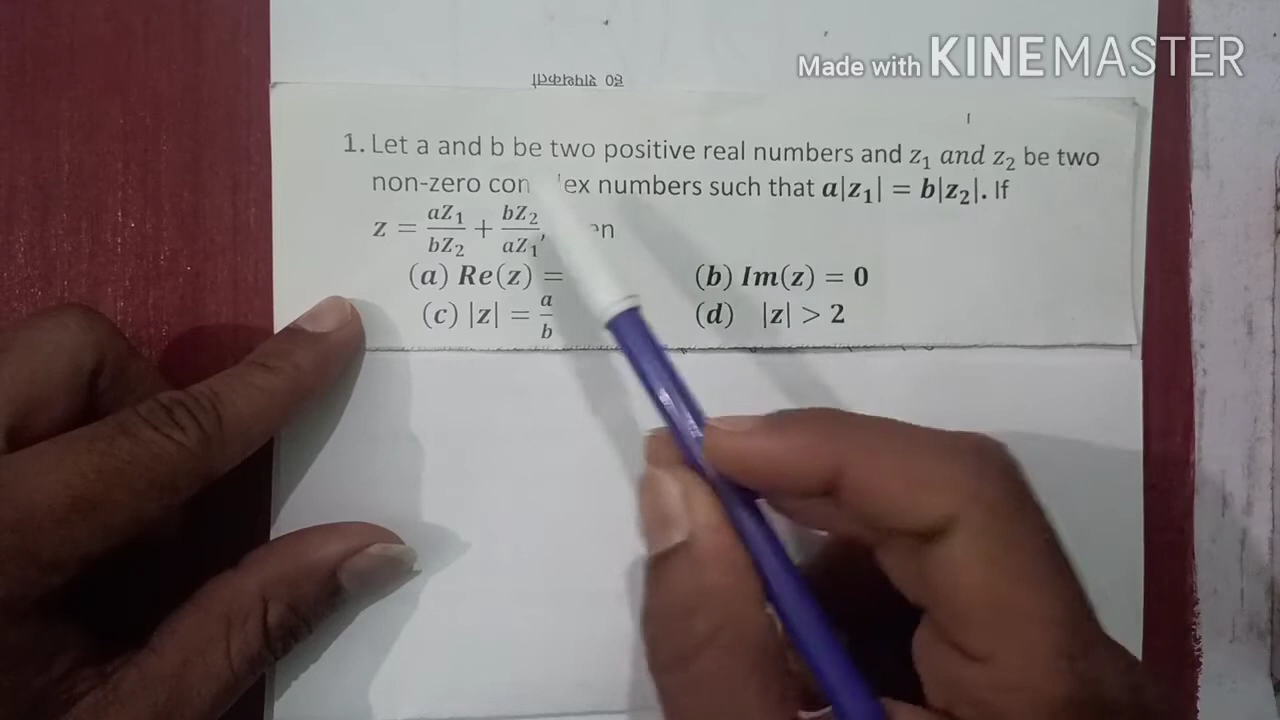 Made with KINEMASTER
1. Let a and b be two positive real numbers and z₁ and z₂ be two
non-zero con ex numbers such that a|z₁| = b|z₂|. If
z = aZ₁/bZ₂ + bZ₂/aZ₁,
(a) Re(z) = (b) Im(z) = 0
(c) |z| = a/b (d) |z| > 2